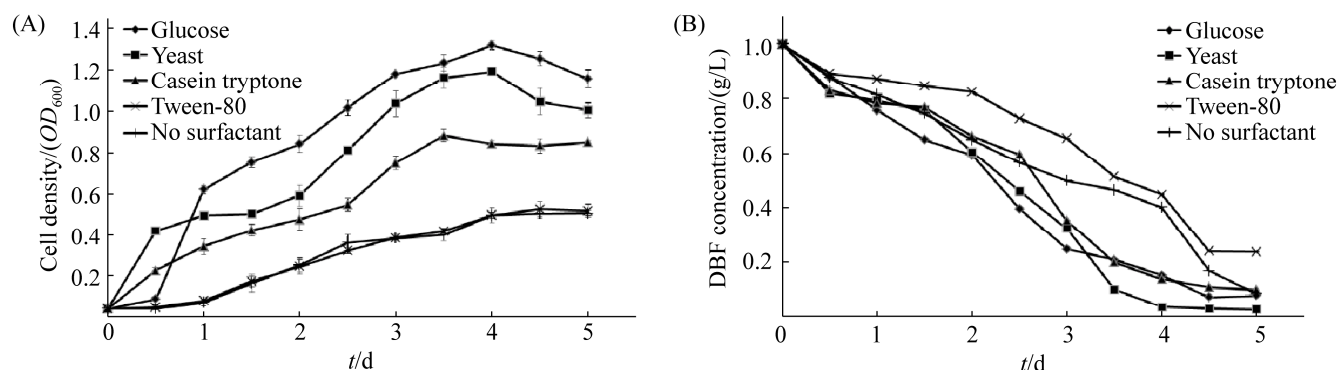 (A)
Glucose
Yeast
Casein tryptone
Tween-80
No surfactant
Cell density/(OD600)
1.4
1.2
1.0
0.8
0.6
0.4
0.2
0 1 2 3 4 5
t/d
(B)
Glucose
Yeast
Casein tryptone
Tween-80
No surfactant
DBF concentration/(g/L)
1.0
0.8
0.6
0.4
0.2
0 1 2 3 4 5
t/d